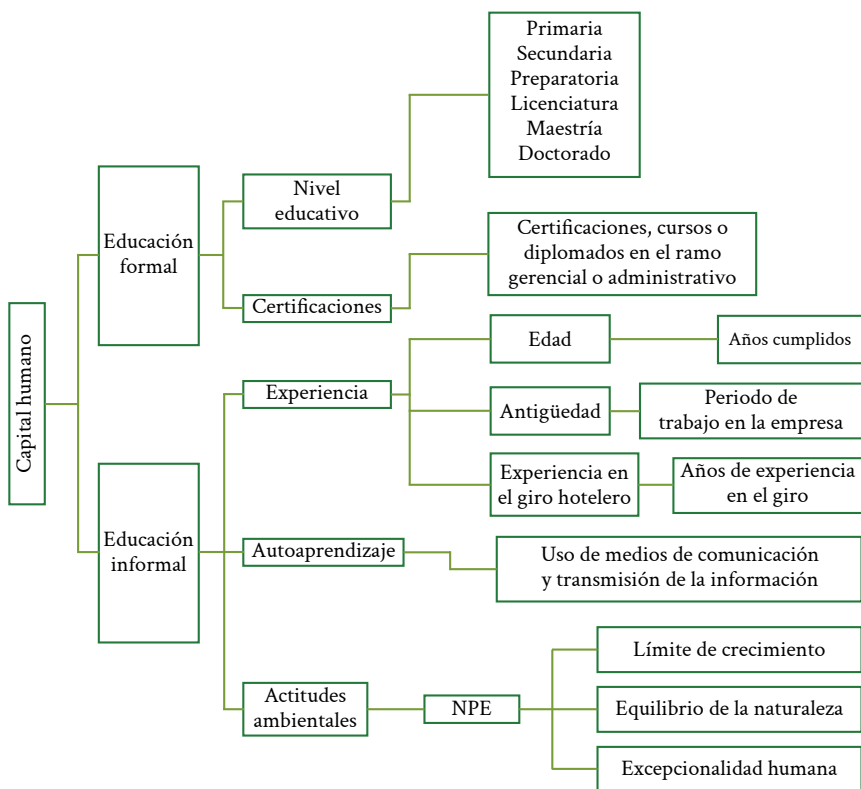 Primaria
Secundaria
Preparatoria
Licenciatura
Maestría
Doctorado
Nivel
educativo
Educación
formal
Certificaciones, cursos o
diplomados en el ramo
gerencial o administrativo
Certificaciones
Capital humano
Edad
Años cumplidos
Experiencia
Antigüedad
Periodo de
trabajo en la empresa
Experiencia en
el giro hotelero
Años de experiencia
en el giro
Educación
informal
Autoaprendizaje
Uso de medios de comunicación
y transmisión de la información
Límite de crecimiento
Actitudes
ambientales
NPE
Equilibrio de la naturaleza
Excepcionalidad humana